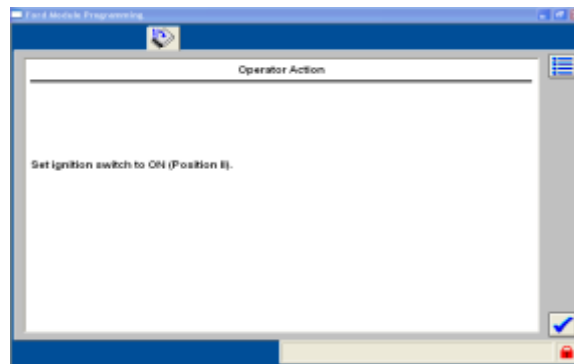 Ford Module Programming
Operator Action
Set ignition switch to ON (Position II).